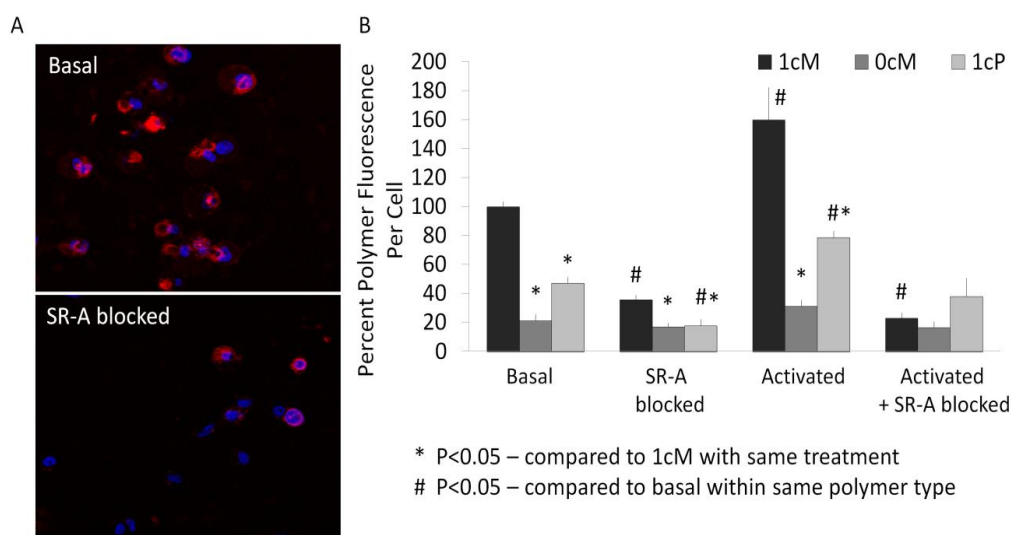 A
Basal
SR-A blocked
B
Percent Polymer Fluorescence
Per Cell
200
180
160
140
120
100
80
60
40
20
0
1cM 0cM 1cP
* * # * #* # * #* #
Basal SR-A blocked Activated Activated + SR-A blocked
* P<0.05 – compared to 1cM with same treatment
# P<0.05 – compared to basal within same polymer type